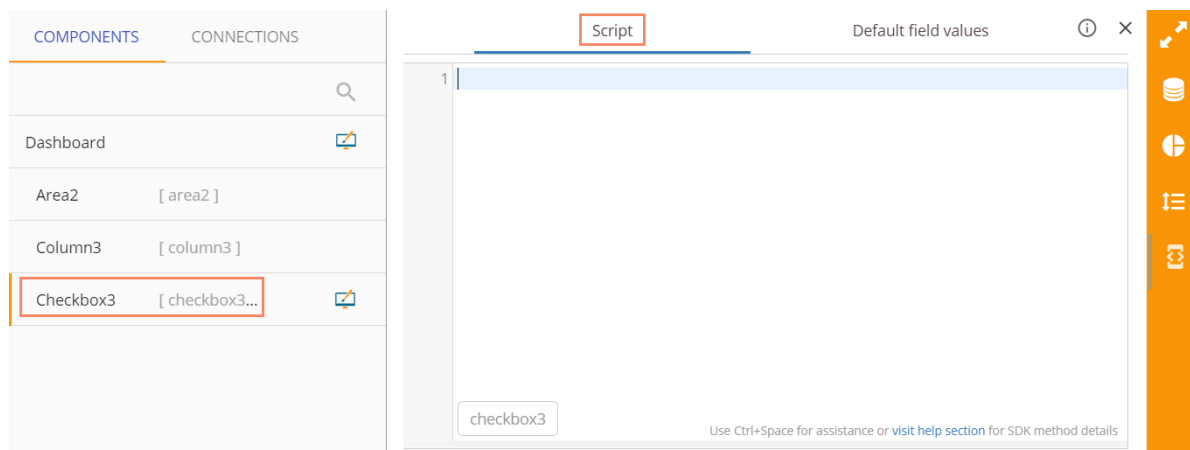 COMPONENTS CONNECTIONS
Dashboard
Area2 [ area2 ]
Column3 [ column3 ]
Checkbox3 [ checkbox3...
Script Default field values
1
checkbox3
Use Ctrl+Space for assistance or visit help section for SDK method details